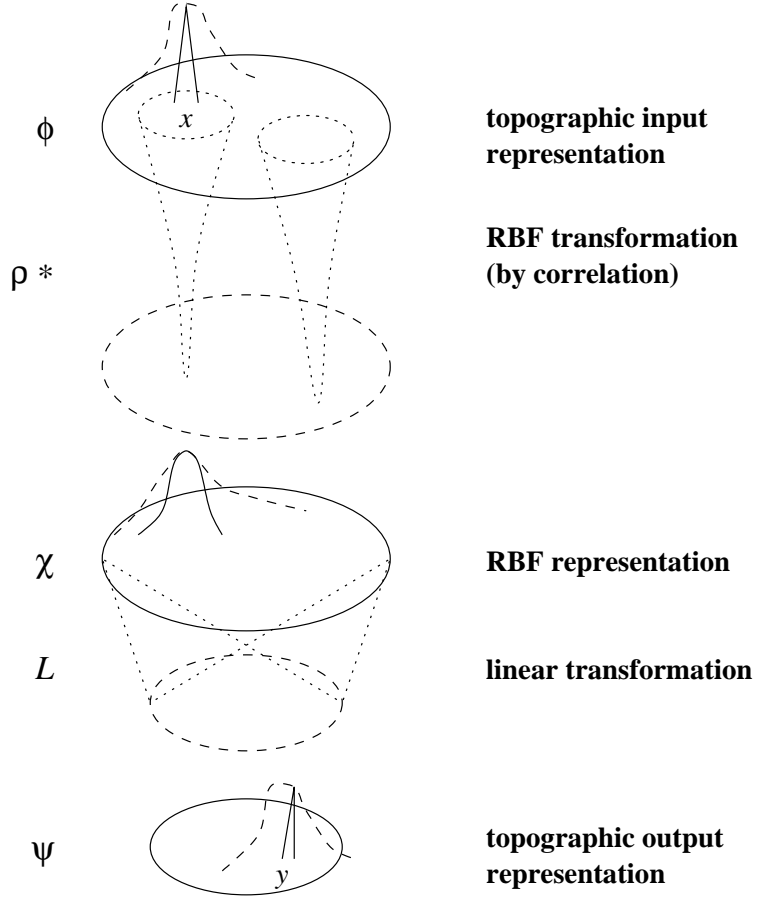 x
ϕ
topographic input
representation
RBF transformation
ρ *
(by correlation)
χ
RBF representation
L
linear transformation
ψ
topographic output
y
representation